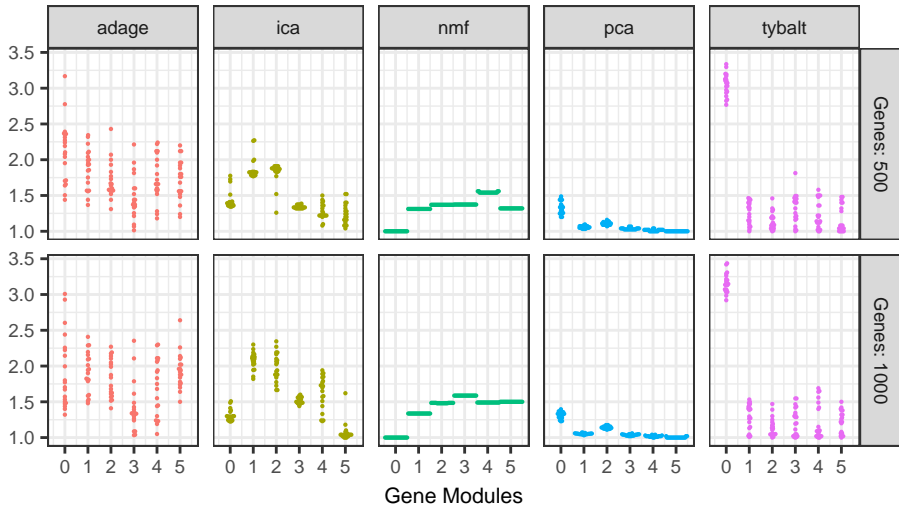 adage ica nmf pca tybalt
3.5
3.0
2.5
2.0
1.5
1.0
Genes: 500
3.5
3.0
2.5
2.0
1.5
1.0
Genes: 1000
0 1 2 3 4 5 0 1 2 3 4 5 0 1 2 3 4 5 0 1 2 3 4 5 0 1 2 3 4 5
Gene Modules